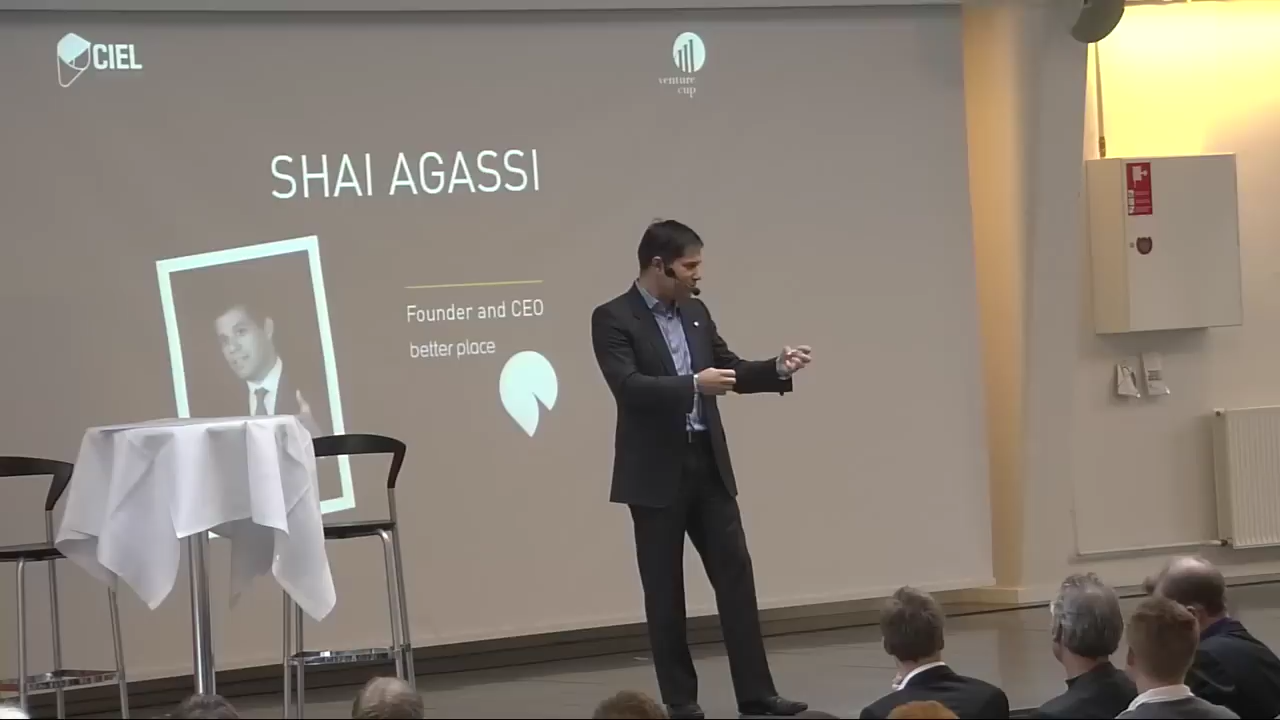 CIEL
venture
cup
SHAI AGASSI
Founder and CEO
better place